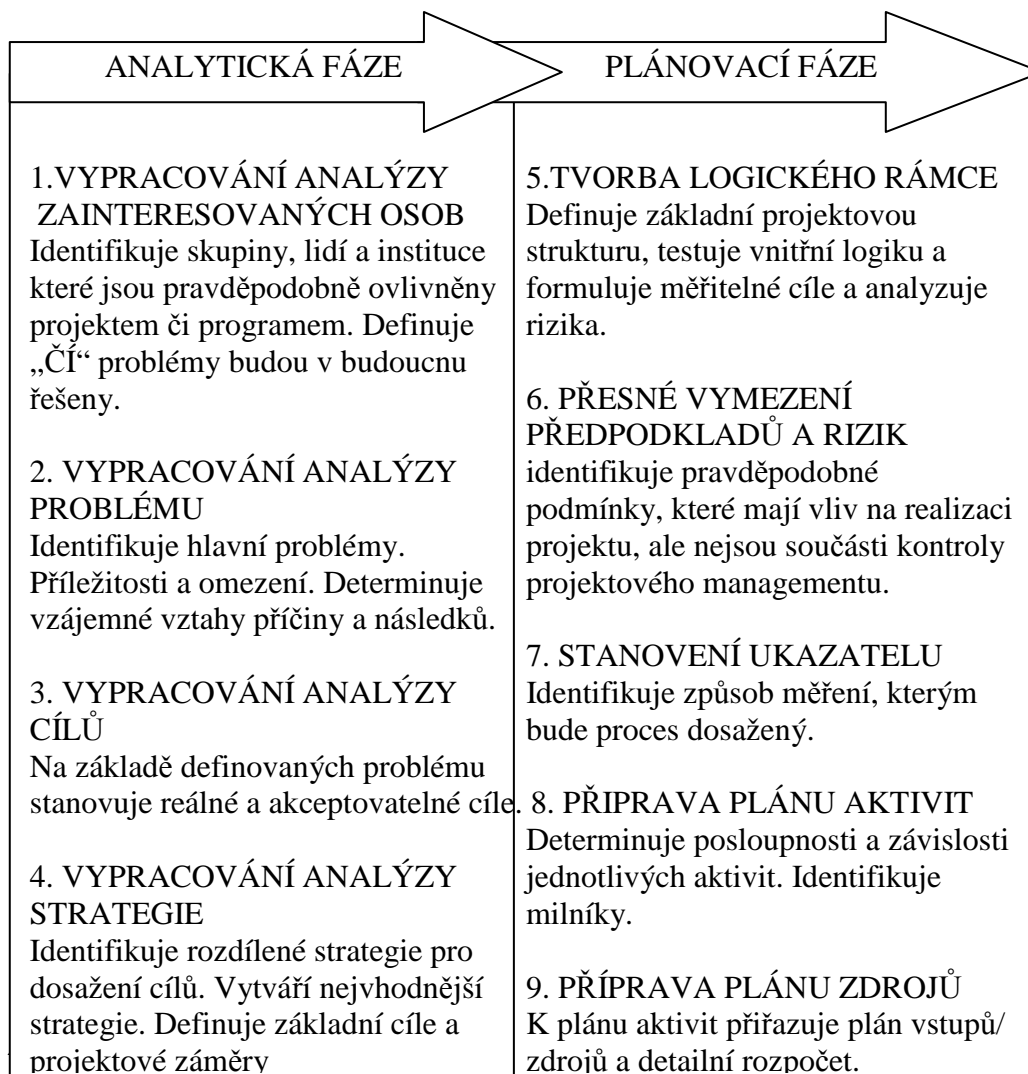 ANALYTICKÁ FÁZE
PLÁNOVACÍ FÁZE
1.VYPRACOVÁNÍ ANALÝZY
ZAINTERESOVANÝCH OSOB
Identifikuje skupiny, lidí a instituce
které jsou pravděpodobně ovlivněny
projektem či programem. Definuje
„ČÍ“ problémy budou v budoucnu
řešeny.
2. VYPRACOVÁNÍ ANALÝZY
PROBLÉMU
Identifikuje hlavní problémy.
Příležitosti a omezení. Determinuje
vzájemné vztahy příčiny a následků.
3. VYPRACOVÁNÍ ANALÝZY
CÍLŮ
Na základě definovaných problému
stanovuje reálné a akceptovatelné cíle.
4. VYPRACOVÁNÍ ANALÝZY
STRATEGIE
Identifikuje rozdílené strategie pro
dosažení cílů. Vytváří nejvhodnější
strategie. Definuje základní cíle a
projektové záměry
5.TVORBA LOGICKÉHO RÁMCE
Definuje základní projektovou
strukturu, testuje vnitřní logiku a
formuluje měřitelné cíle a analyzuje
rizika.
6. PŘESNÉ VYMEZENÍ
PŘEDPODKLADŮ A RIZIK
identifikuje pravděpodobné
podmínky, které mají vliv na realizaci
projektu, ale nejsou součásti kontroly
projektového managementu.
7. STANOVENÍ UKAZATELU
Identifikuje způsob měření, kterým
bude proces dosažený.
8. PŘIPRAVA PLÁNU AKTIVIT
Determinuje posloupnosti a závislosti
jednotlivých aktivit. Identifikuje
milníky.
9. PŘÍPRAVA PLÁNU ZDROJŮ
K plánu aktivit přiřazuje plán vstupů/
zdrojů a detailní rozpočet.